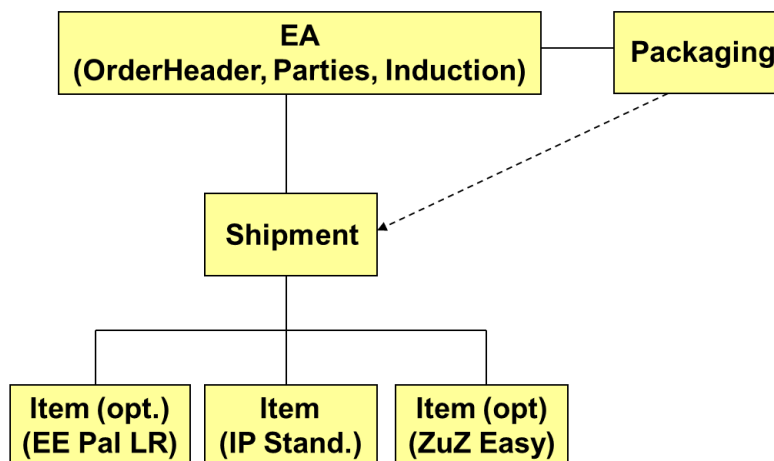 EA
(OrderHeader, Parties, Induction)
Packaging
Shipment
Item (opt.)
(EE Pal LR)
Item
(IP Stand.)
Item (opt)
(ZuZ Easy)